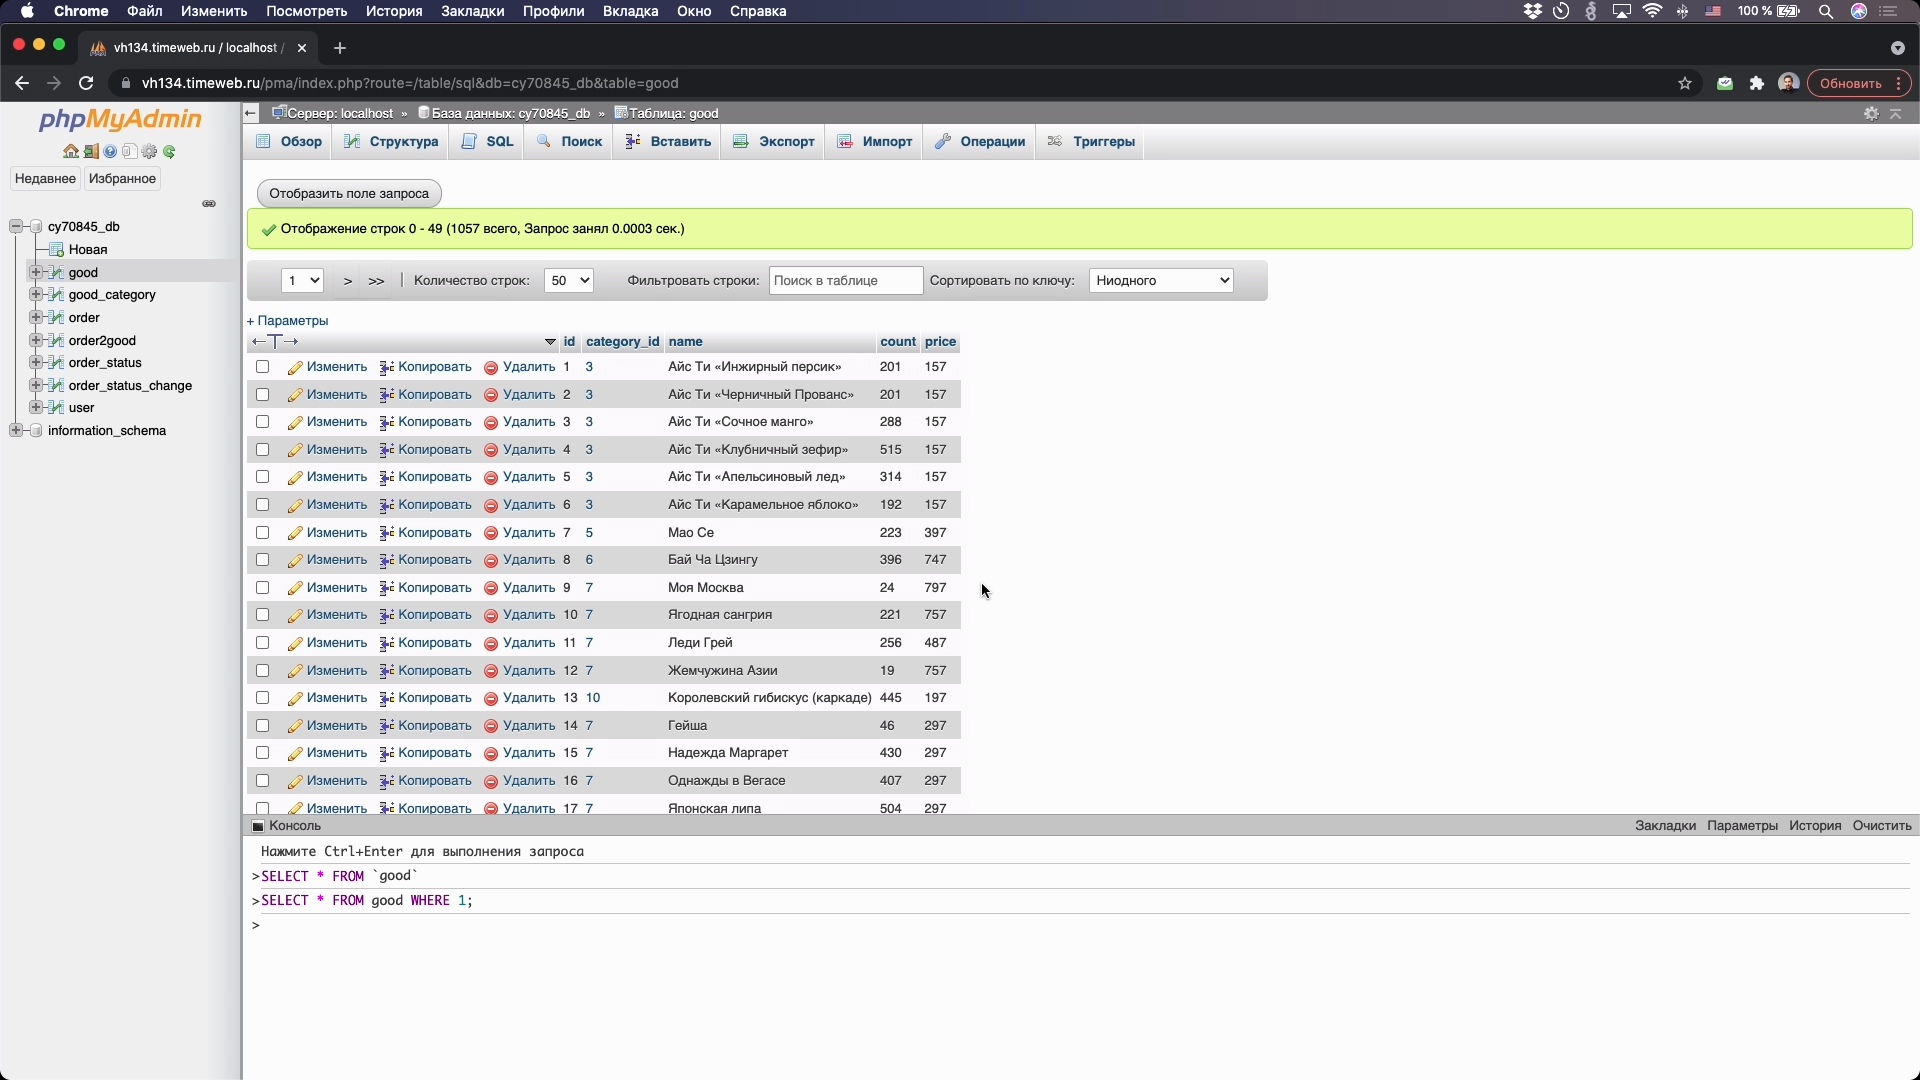 Chrome Файл Изменить Посмотреть История Закладки Профили Вкладка Окно Справка 100 %
vh134.timeweb.ru / localhost /
vh134.timeweb.ru/pma/index.php?route=/table/sql&db=cy70845_db&table=good Обновить
phpMyAdmin
Недавнее Избранное
cy70845_db
Новая
good
good_category
order
order2good
order_status
order_status_change
user
information_schema
Сервер: localhost » База данных: cy70845_db » Таблица: good
Обзор Структура SQL Поиск Вставить Экспорт Импорт Операции Триггеры
Отобразить поле запроса
Отображение строк 0 - 49 (1057 всего, Запрос занял 0.0003 сек.)
1 > >> | Количество строк: 50 Фильтровать строки: Поиск в таблице Сортировать по ключу: Ниодного
+ Параметры
←T→ id category_id name count price
Изменить Копировать Удалить 1 3 Айс Ти «Инжирный персик» 201 157
Изменить Копировать Удалить 2 3 Айс Ти «Черничный Прованс» 201 157
Изменить Копировать Удалить 3 3 Айс Ти «Сочное манго» 288 157
Изменить Копировать Удалить 4 3 Айс Ти «Клубничный зефир» 515 157
Изменить Копировать Удалить 5 3 Айс Ти «Апельсиновый лед» 314 157
Изменить Копировать Удалить 6 3 Айс Ти «Карамельное яблоко» 192 157
Изменить Копировать Удалить 7 5 Мао Се 223 397
Изменить Копировать Удалить 8 6 Бай Ча Цзингу 396 747
Изменить Копировать Удалить 9 7 Моя Москва 24 797
Изменить Копировать Удалить 10 7 Ягодная сангрия 221 757
Изменить Копировать Удалить 11 7 Леди Грей 256 487
Изменить Копировать Удалить 12 7 Жемчужина Азии 19 757
Изменить Копировать Удалить 13 10 Королевский гибискус (каркаде) 445 197
Изменить Копировать Удалить 14 7 Гейша 46 297
Изменить Копировать Удалить 15 7 Надежда Маргарет 430 297
Изменить Копировать Удалить 16 7 Однажды в Вегасе 407 297
Изменить Копировать Удалить 17 7 Японская липа 504 297
Консоль Закладки Параметры История Очистить
Нажмите Ctrl+Enter для выполнения запроса
>SELECT * FROM `good`
>SELECT * FROM good WHERE 1;
>